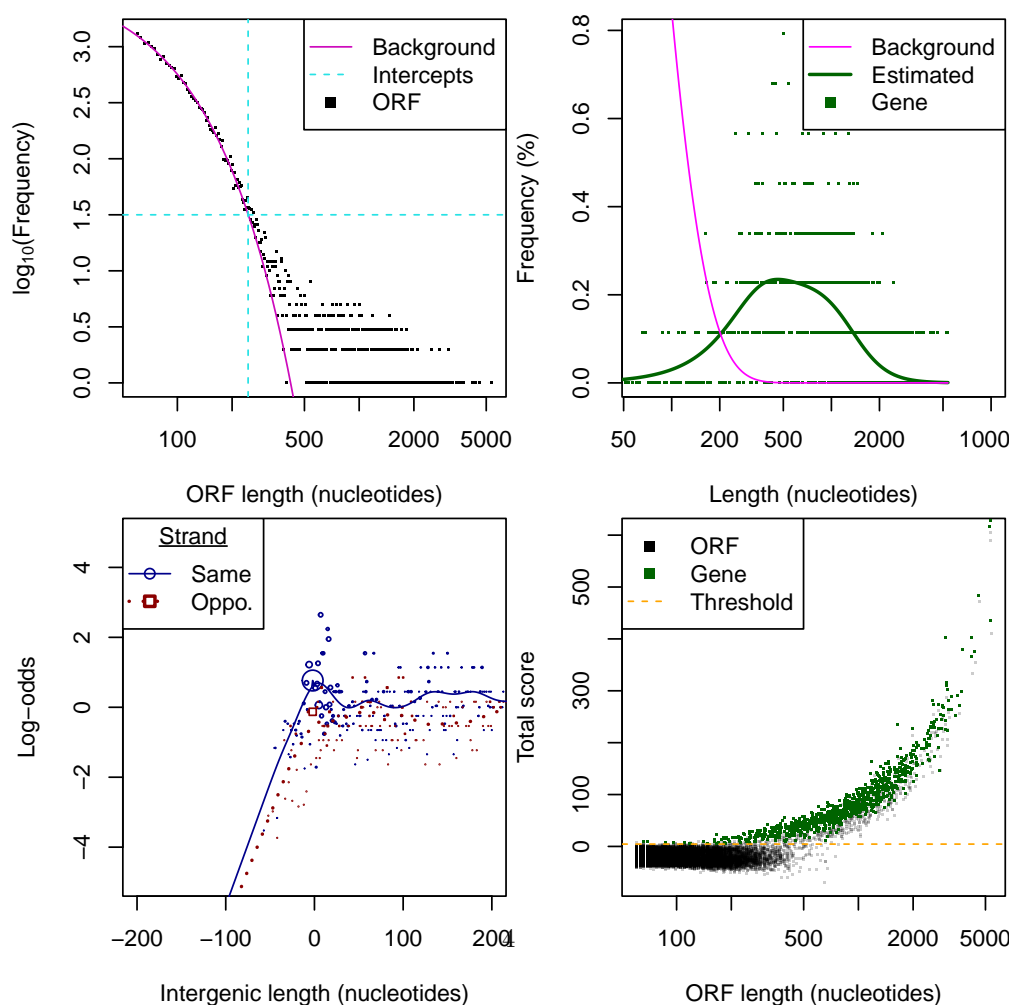 Background
Intercepts
ORF
log10(Frequency)
3.0
2.5
2.0
1.5
1.0
0.5
0.0
100 500 2000 5000
ORF length (nucleotides)
Background
Estimated
Gene
Frequency (%)
0.8
0.6
0.4
0.2
0.0
50 200 500 2000 1000
Length (nucleotides)
Strand
Same
Oppo.
Log−odds
4
2
0
−2
−4
−200 −100 0 100 200
4
Intergenic length (nucleotides)
ORF
Gene
Threshold
Total score
500
300
100
0
100 500 2000 5000
ORF length (nucleotides)